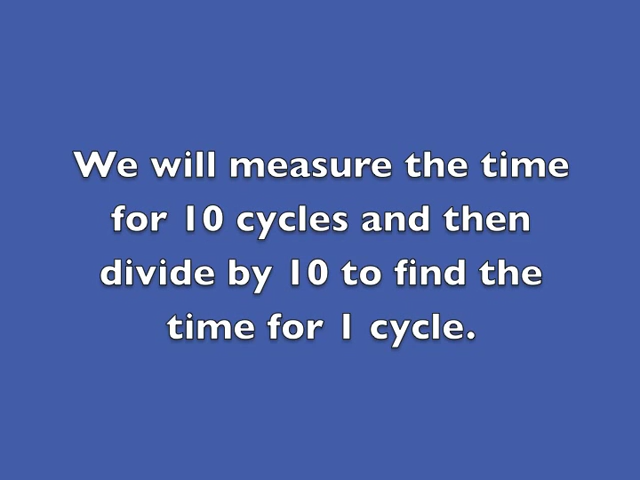 We will measure the time
for 10 cycles and then
divide by 10 to find the
time for 1 cycle.